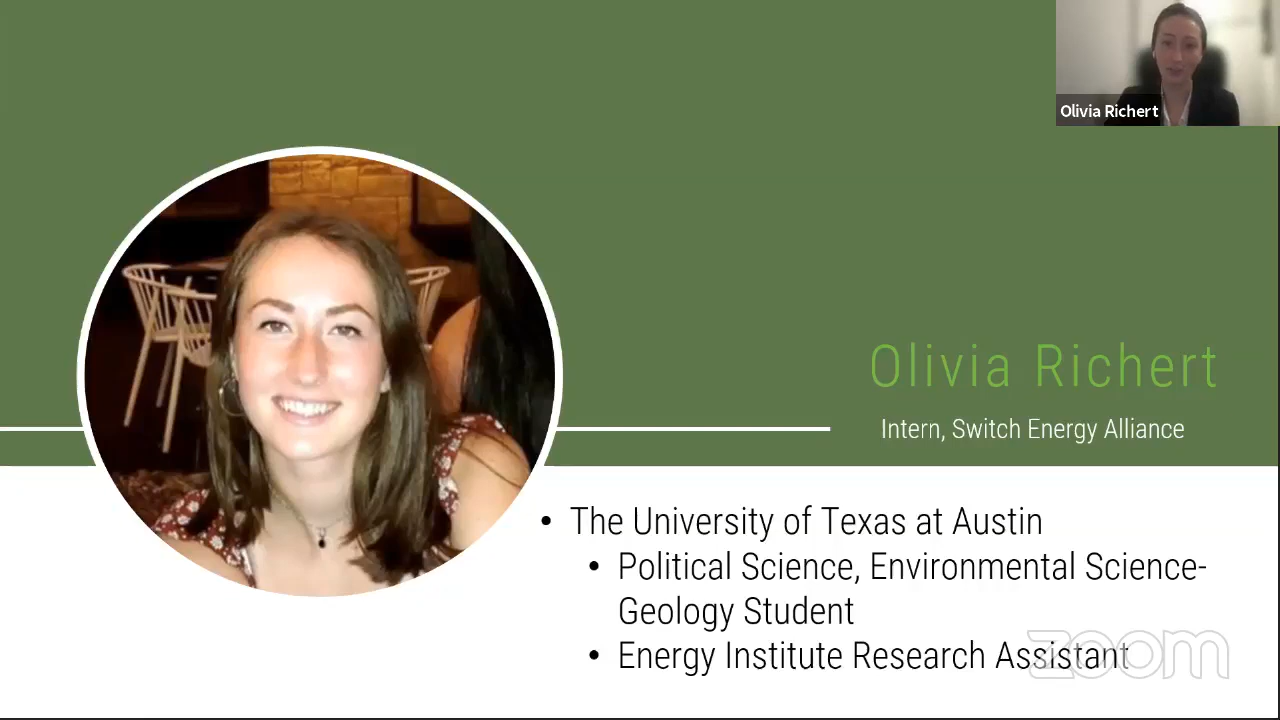 Olivia Richert
Olivia Richert
Intern, Switch Energy Alliance
• The University of Texas at Austin
• Political Science, Environmental Science-
Geology Student
• Energy Institute Research Assistant
zoom